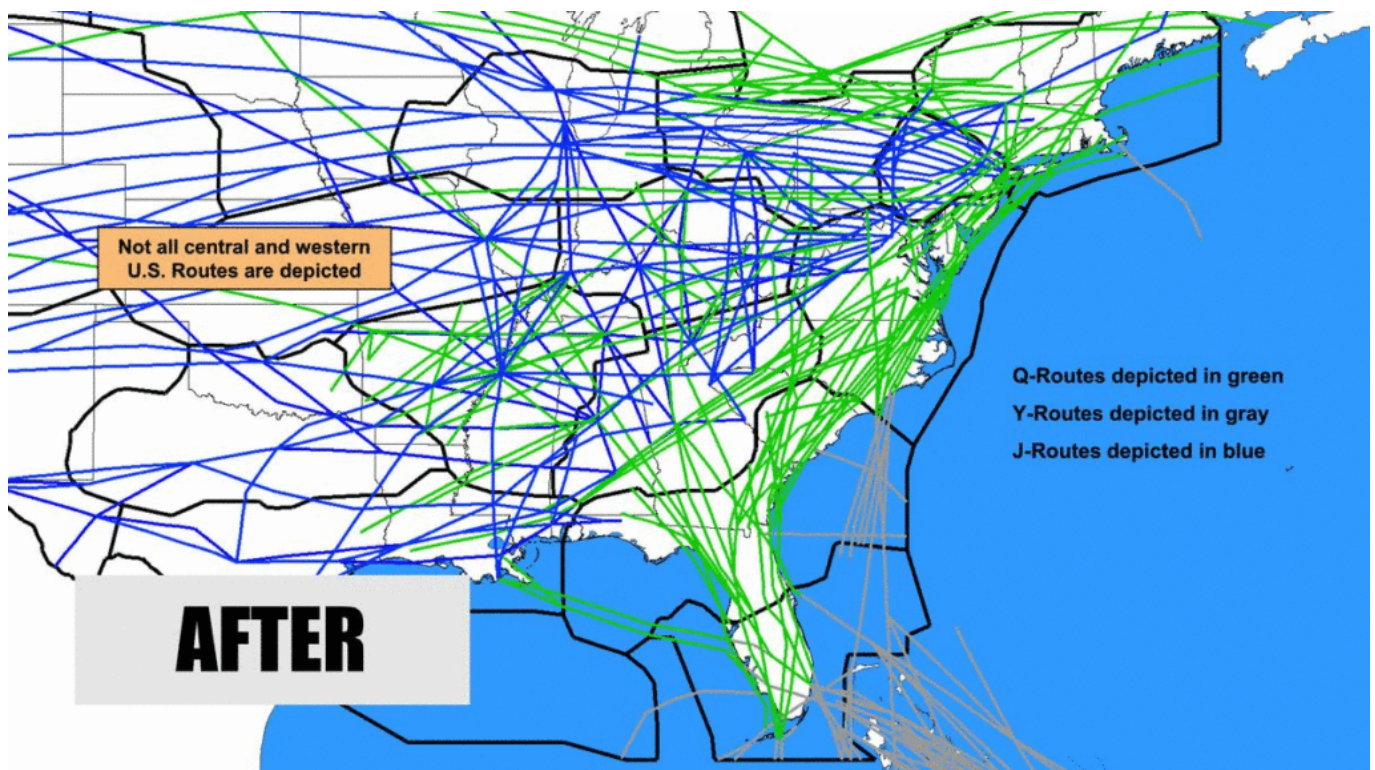 Not all central and western
U.S. Routes are depicted
Q-Routes depicted in green
Y-Routes depicted in gray
J-Routes depicted in blue
AFTER